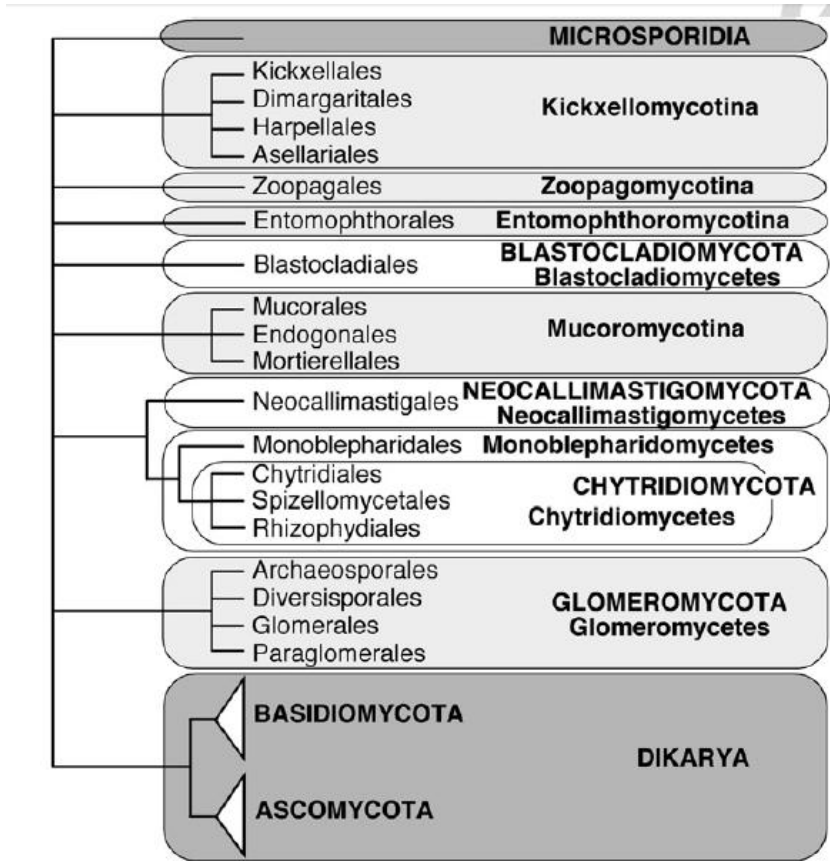 MICROSPORIDIA
Kickxellales
Dimargaritales
Harpellales
Asellariales
Kickxellomycotina
Zoopagales Zoopagomycotina
Entomophthorales Entomophthoromycotina
Blastocladiales
BLASTOCLADIOMYCOTA
Blastocladiomycetes
Mucorales
Endogonales
Mortierellales
Mucoromycotina
Neocallimastigales
NEOCALLIMASTIGOMYCOTA
Neocallimastigomycetes
Monoblepharidales Monoblepharidomycetes
Chytridiales
Spizellomycetales
Rhizophydiales
CHYTRIDIOMYCOTA
Chytridiomycetes
Archaeosporales
Diversisporales
Glomerales
Paraglomerales
GLOMEROMYCOTA
Glomeromycetes
BASIDIOMYCOTA
DIKARYA
ASCOMYCOTA